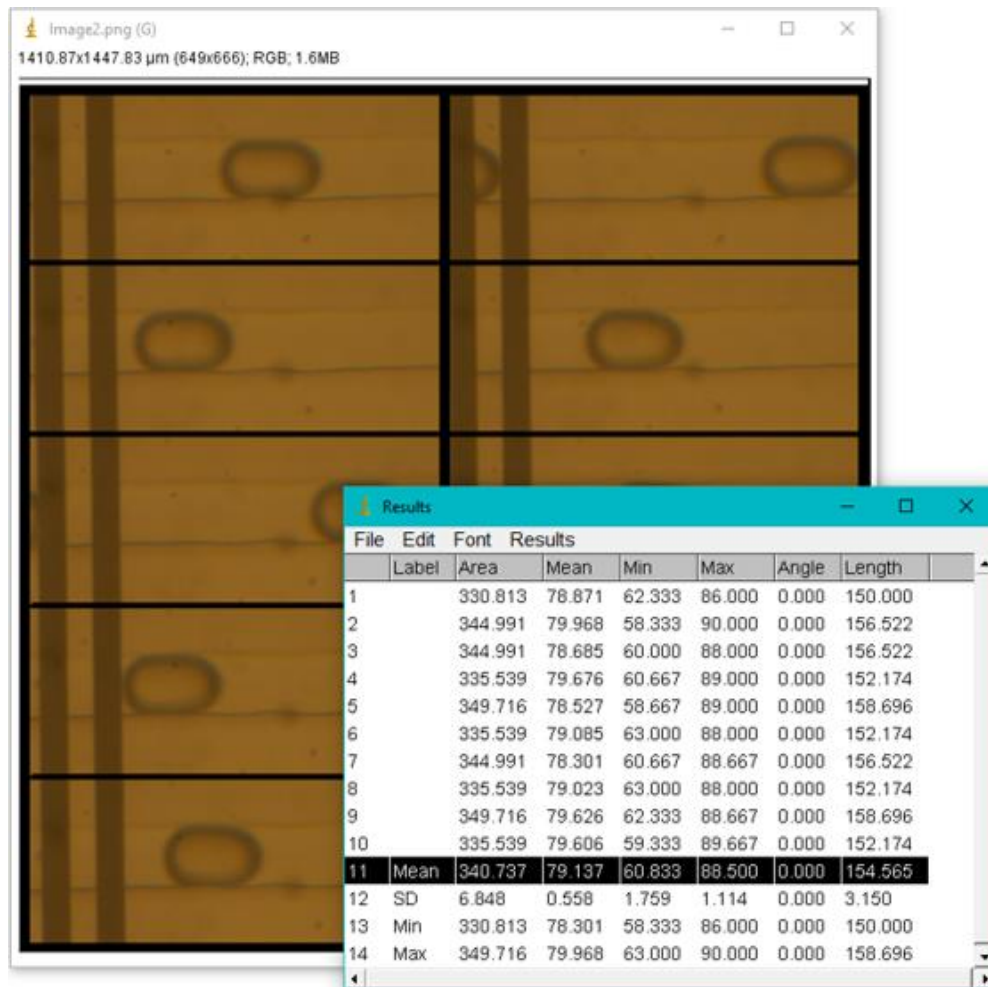 Image2.png (G)
1410.87x1447.83 µm (649x666); RGB; 1.6MB
Results
File Edit Font Results
Label Area Mean Min Max Angle Length
1 330.813 78.871 62.333 86.000 0.000 150.000
2 344.991 79.968 58.333 90.000 0.000 156.522
3 344.991 78.685 60.000 88.000 0.000 156.522
4 335.539 79.676 60.667 89.000 0.000 152.174
5 349.716 78.527 58.667 89.000 0.000 158.696
6 335.539 79.085 63.000 88.000 0.000 152.174
7 344.991 78.301 60.667 88.667 0.000 156.522
8 335.539 79.023 63.000 88.000 0.000 152.174
9 349.716 79.626 62.333 88.667 0.000 158.696
10 335.539 79.606 59.333 89.667 0.000 152.174
11 Mean 340.737 79.137 60.833 88.500 0.000 154.565
12 SD 6.848 0.558 1.759 1.114 0.000 3.150
13 Min 330.813 78.301 58.333 86.000 0.000 150.000
14 Max 349.716 79.968 63.000 90.000 0.000 158.696